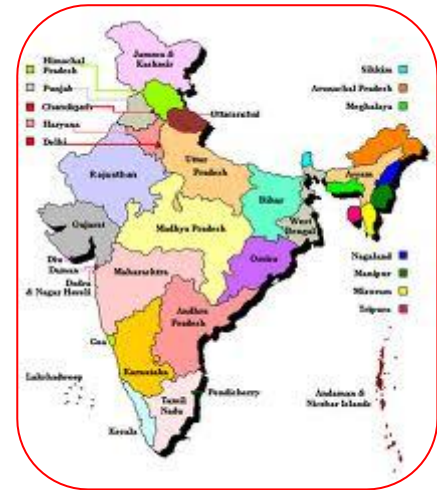 Jammu &
Kashmir
Himachal
Pradesh
Punjab
Chandigarh
Uttaranchal
Haryana
Delhi
Sikkim
Arunachal Pradesh
Meghalaya
Uttar
Pradesh
Rajasthan
Assam
Bihar
West
Bengal
Gujarat
Madhya Pradesh
Diu
Daman
Dadra
& Nagar Haveli
Maharashtra
Orissa
Nagaland
Manipur
Mizoram
Tripura
Andhra
Pradesh
Goa
Karnataka
Lakshadweep
Pondicherry
Andaman &
Nicobar Islands
Tamil
Nadu
Kerala